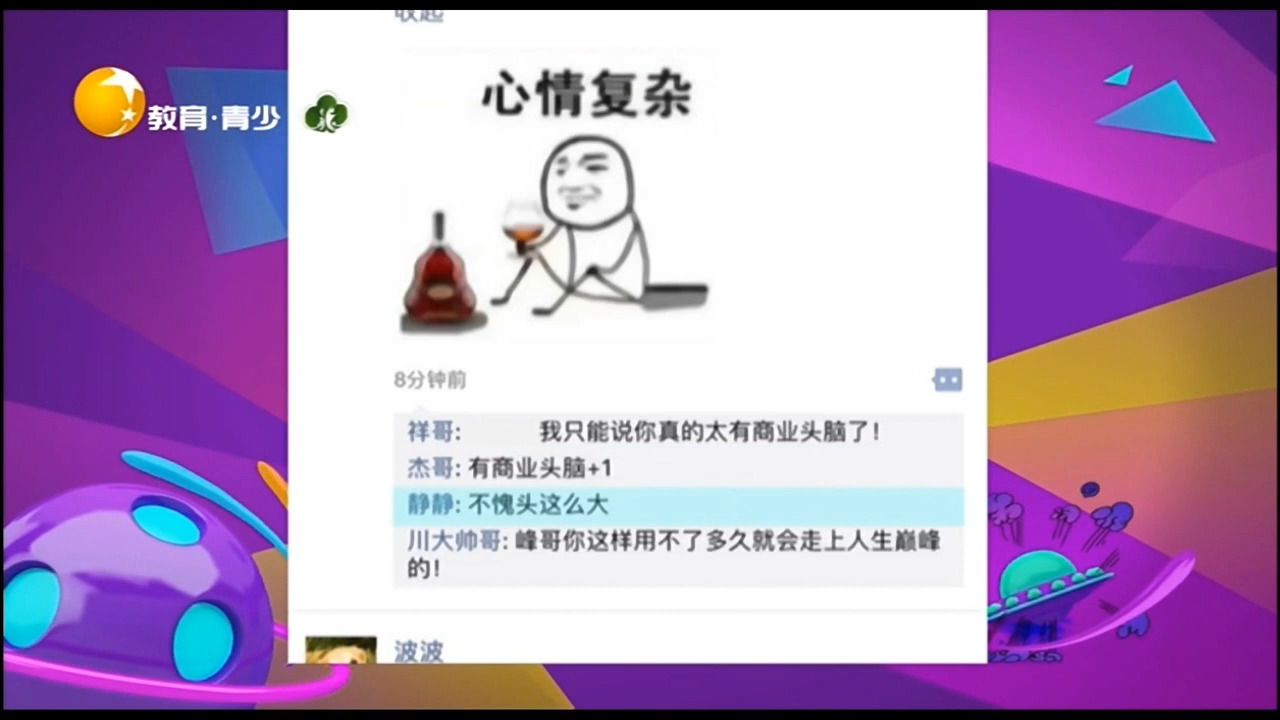 收起
心情复杂
教育·青少
8分钟前
祥哥: 我只能说你真的太有商业头脑了！
杰哥: 有商业头脑+1
静静: 不愧头这么大
川大帅哥: 峰哥你这样用不了多久就会走上人生巅峰
的！
波波